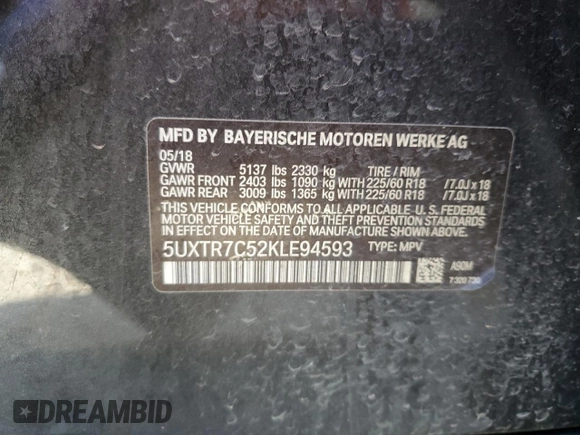 MFD BY BAYERISCHE MOTOREN WERKE AG
05/18
GVWR 5137 lbs 2330 kg TIRE / RIM
GAWR FRONT 2403 lbs 1090 kg WITH 225/60 R18 /7.0J x 18
GAWR REAR 3009 lbs 1365 kg WITH 225/60 R18 /7.0J x 18
THIS VEHICLE CONFORMS TO ALL APPLICABLE U. S. FEDERAL
MOTOR VEHICLE SAFETY AND THEFT PREVENTION STANDARDS
IN EFFECT ON THE DATE OF MANUFACTURE SHOWN ABOVE.
5UXTR7C52KLE94593 TYPE: MPV
A90M
DREAMBID